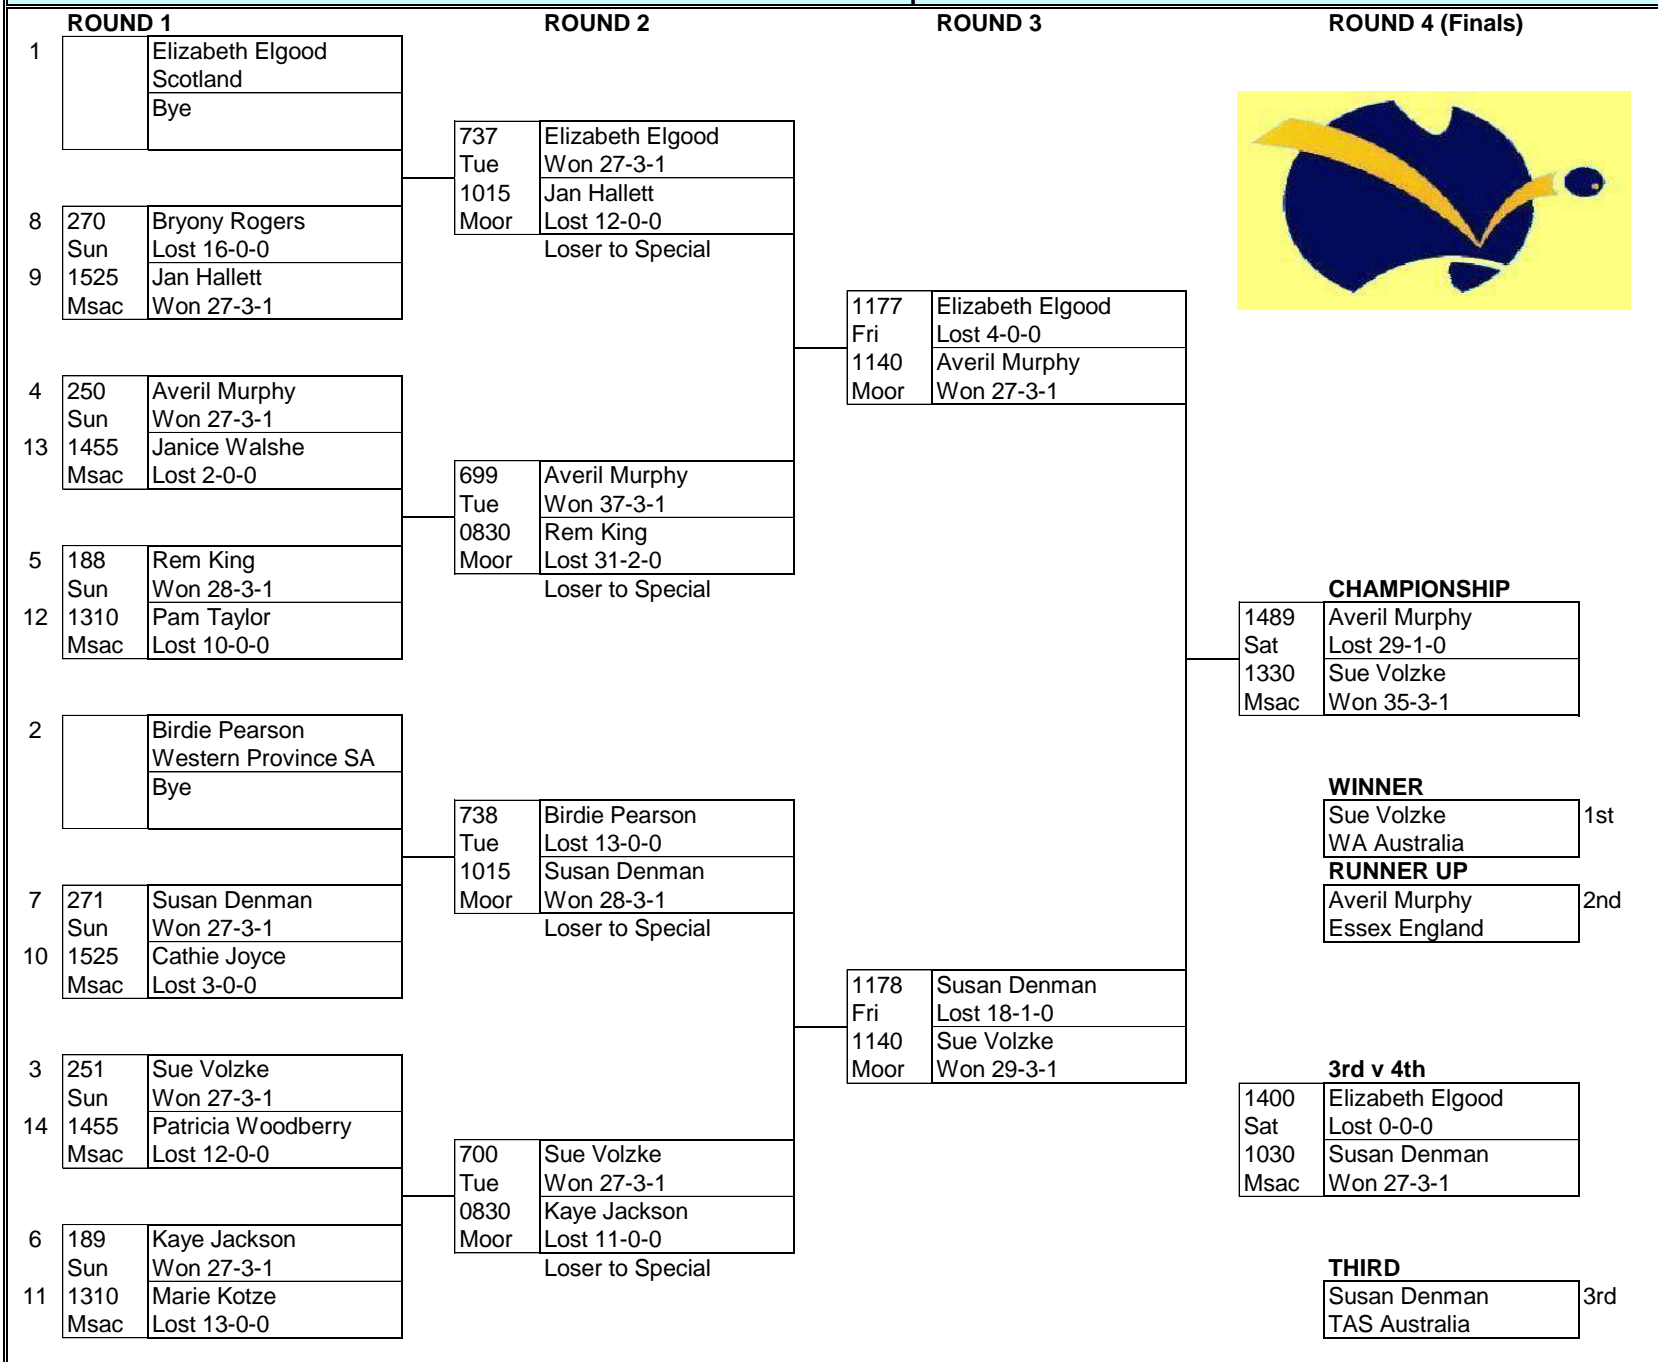 ROUND 1 ROUND 2 ROUND 3 ROUND 4 (Finals)
1 Elizabeth Elgood
Scotland
Bye
8 270 Bryony Rogers
Sun Lost 16-0-0
9 1525 Jan Hallett
Msac Won 27-3-1
4 250 Averil Murphy
Sun Won 27-3-1
13 1455 Janice Walshe
Msac Lost 2-0-0
5 188 Rem King
Sun Won 28-3-1
12 1310 Pam Taylor
Msac Lost 10-0-0
2 Birdie Pearson
Western Province SA
Bye
7 271 Susan Denman
Sun Won 27-3-1
10 1525 Cathie Joyce
Msac Lost 3-0-0
3 251 Sue Volzke
Sun Won 27-3-1
14 1455 Patricia Woodberry
Msac Lost 12-0-0
6 189 Kaye Jackson
Sun Won 27-3-1
11 1310 Marie Kotze
Msac Lost 13-0-0
737 Elizabeth Elgood
Tue Won 27-3-1
1015 Jan Hallett
Moor Lost 12-0-0
Loser to Special
699 Averil Murphy
Tue Won 37-3-1
0830 Rem King
Moor Lost 31-2-0
Loser to Special
738 Birdie Pearson
Tue Lost 13-0-0
1015 Susan Denman
Moor Won 28-3-1
Loser to Special
700 Sue Volzke
Tue Won 27-3-1
0830 Kaye Jackson
Moor Lost 11-0-0
Loser to Special
1177 Elizabeth Elgood
Fri Lost 4-0-0
1140 Averil Murphy
Moor Won 27-3-1
1178 Susan Denman
Fri Lost 18-1-0
1140 Sue Volzke
Moor Won 29-3-1
CHAMPIONSHIP
1489 Averil Murphy
Sat Lost 29-1-0
1330 Sue Volzke
Msac Won 35-3-1
WINNER
Sue Volzke 1st
WA Australia
RUNNER UP
Averil Murphy 2nd
Essex England
3rd v 4th
1400 Elizabeth Elgood
Sat Lost 0-0-0
1030 Susan Denman
Msac Won 27-3-1
THIRD
Susan Denman 3rd
TAS Australia